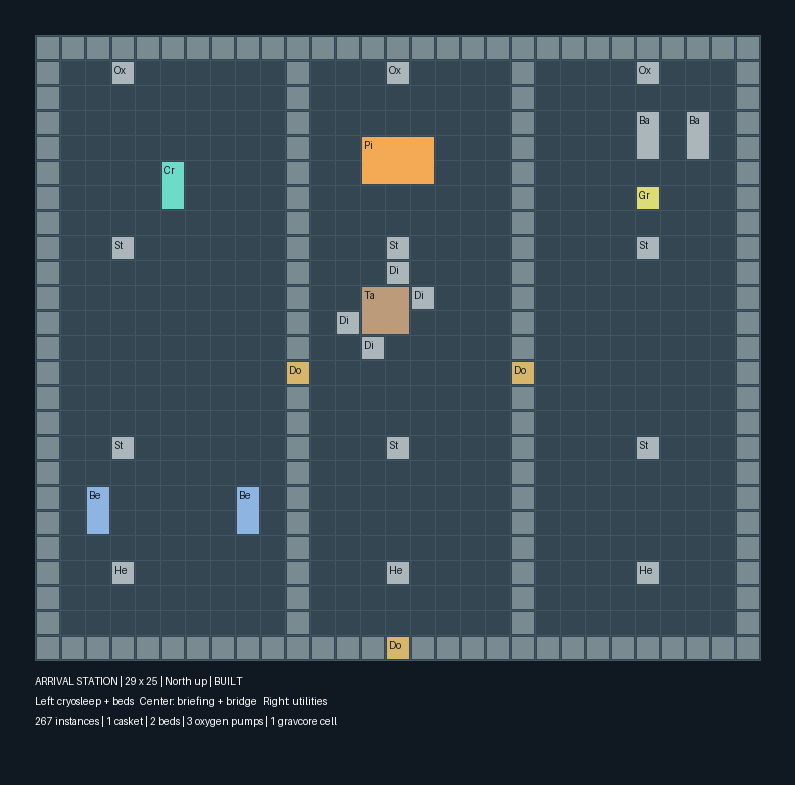 Ox Ox Ox
Ba Ba
Pi
Cr
Gr
St St St
Di
Ta Di
Di
Di
Do Do
St St St
Be Be
He He He
Do
ARRIVAL STATION | 29 x 25 | North up | BUILT
Left: cryosleep + beds Center: briefing + bridge Right: utilities
267 instances | 1 casket | 2 beds | 3 oxygen pumps | 1 gravcore cell